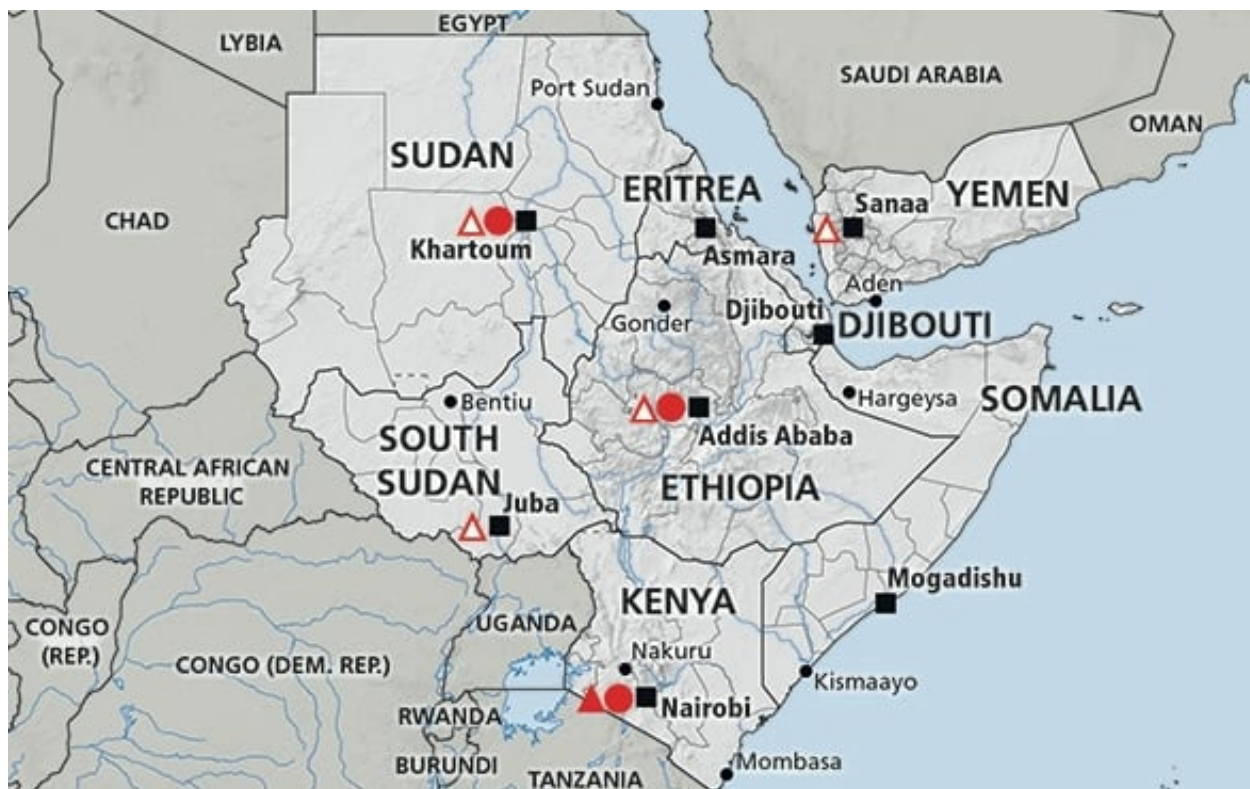 EGYPT
LYBIA
SAUDI ARABIA
Port Sudan
OMAN
SUDAN
ERITREA
YEMEN
CHAD
Sanaa
Khartoum
Asmara
Aden
Djibouti
Gonder
DJIBOUTI
Hargeysa
SOMALIA
Bentiu
Addis Ababa
SOUTH
SUDAN
CENTRAL AFRICAN
REPUBLIC
ETHIOPIA
Juba
Mogadishu
KENYA
UGANDA
CONGO
(REP.)
CONGO (DEM. REP.)
Nakuru
Kismaayo
Nairobi
RWANDA
BURUNDI
TANZANIA
Mombasa